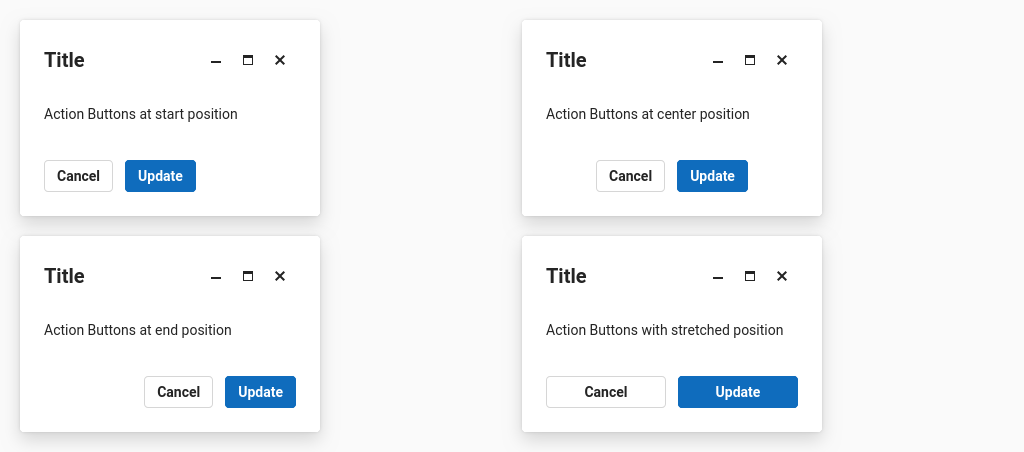 Title
Action Buttons at start position
Cancel Update
Title
Action Buttons at center position
Cancel Update
Title
Action Buttons at end position
Cancel Update
Title
Action Buttons with stretched position
Cancel Update